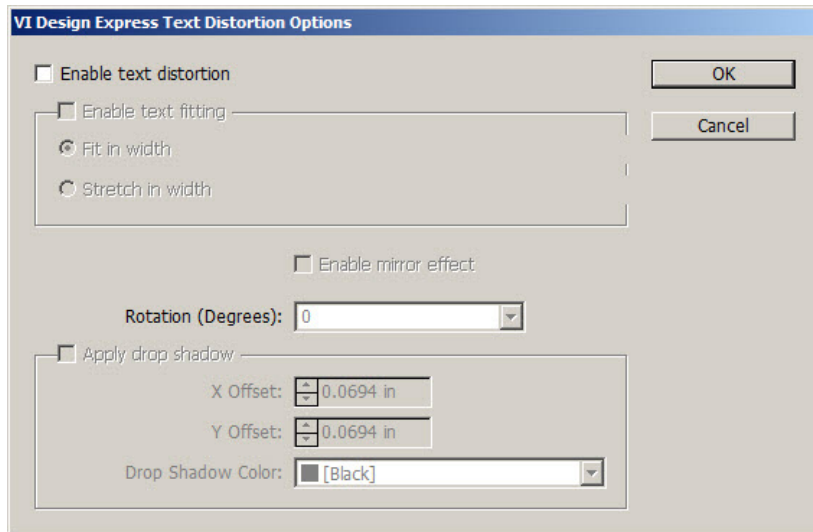 VI Design Express Text Distortion Options
Enable text distortion
OK
Enable text fitting
Cancel
Fit in width
Stretch in width
Enable mirror effect
Rotation (Degrees): 0
Apply drop shadow
X Offset: 0.0694 in
Y Offset: 0.0694 in
Drop Shadow Color: [Black]